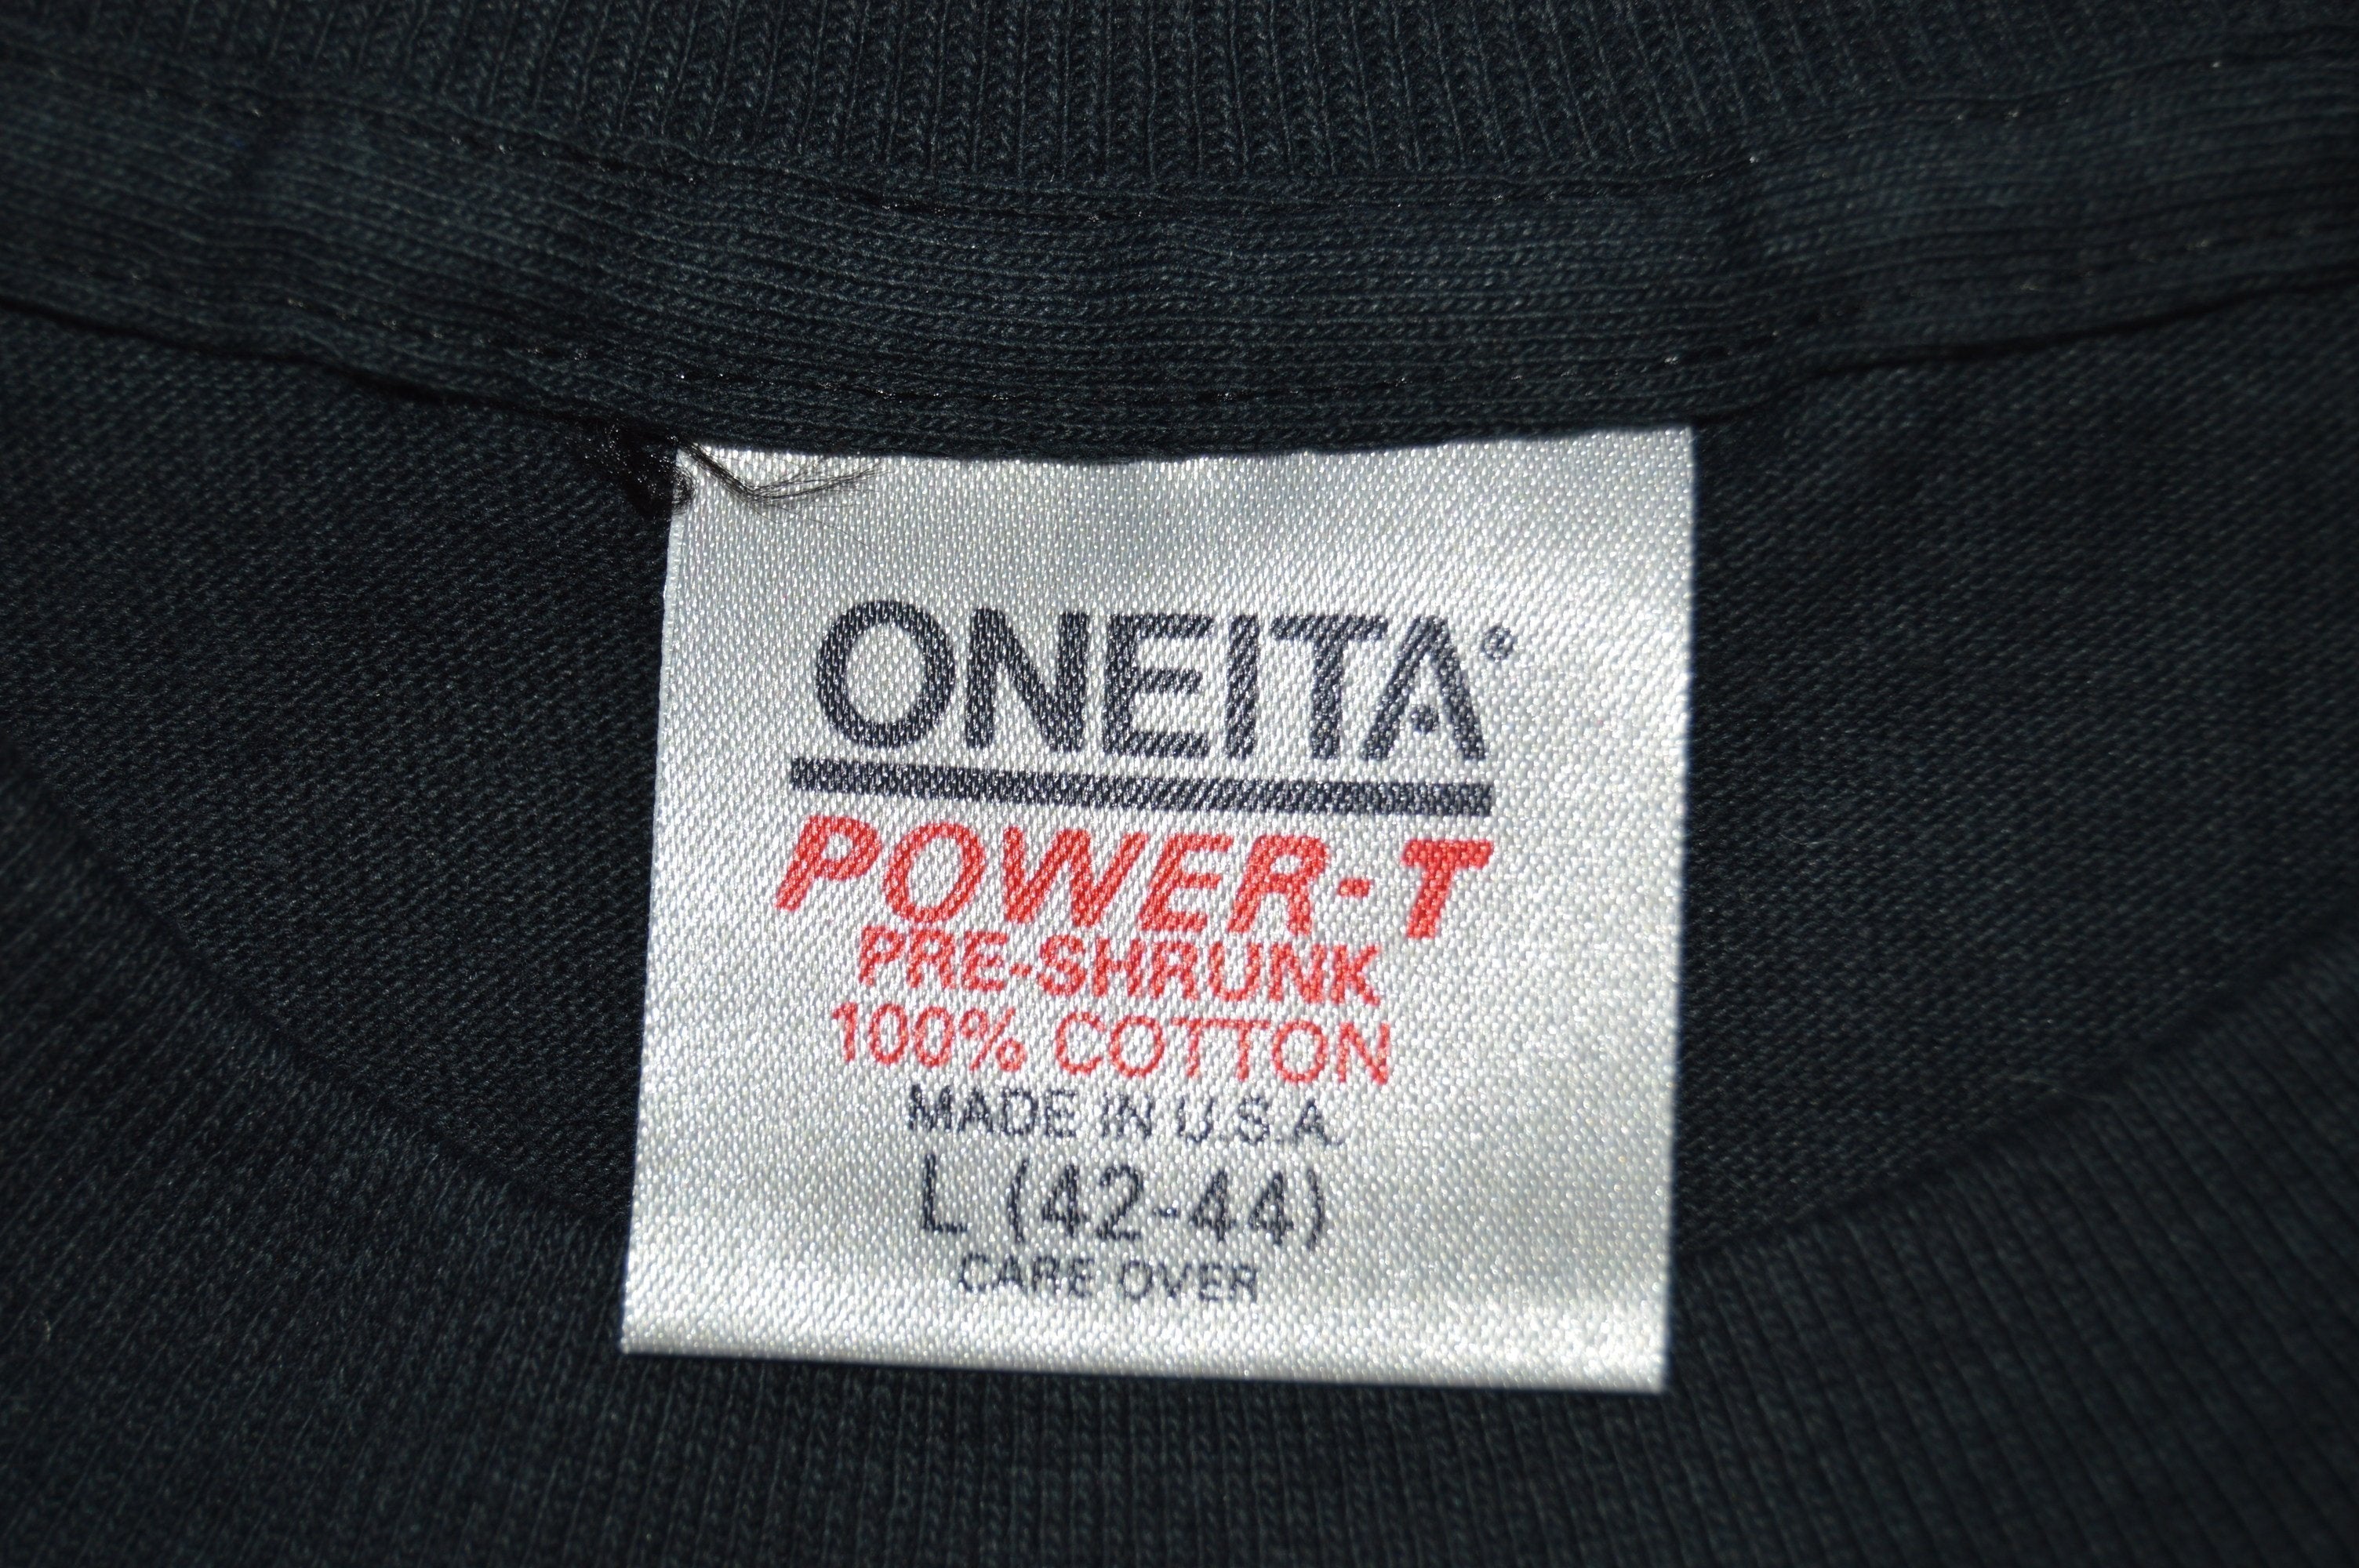 ONEITA®
POWER-T
PRE-SHRUNK
100% COTTON
MADE IN U.S.A.
L (42-44)
CARE OVER